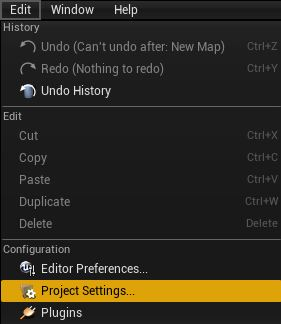 Edit Window Help
History
Undo (Can't undo after: New Map) Ctrl+Z
Redo (Nothing to redo) Ctrl+Y
Undo History
Edit
Cut Ctrl+X
Copy Ctrl+C
Paste Ctrl+V
Duplicate Ctrl+W
Delete Delete
Configuration
Editor Preferences...
Project Settings...
Plugins